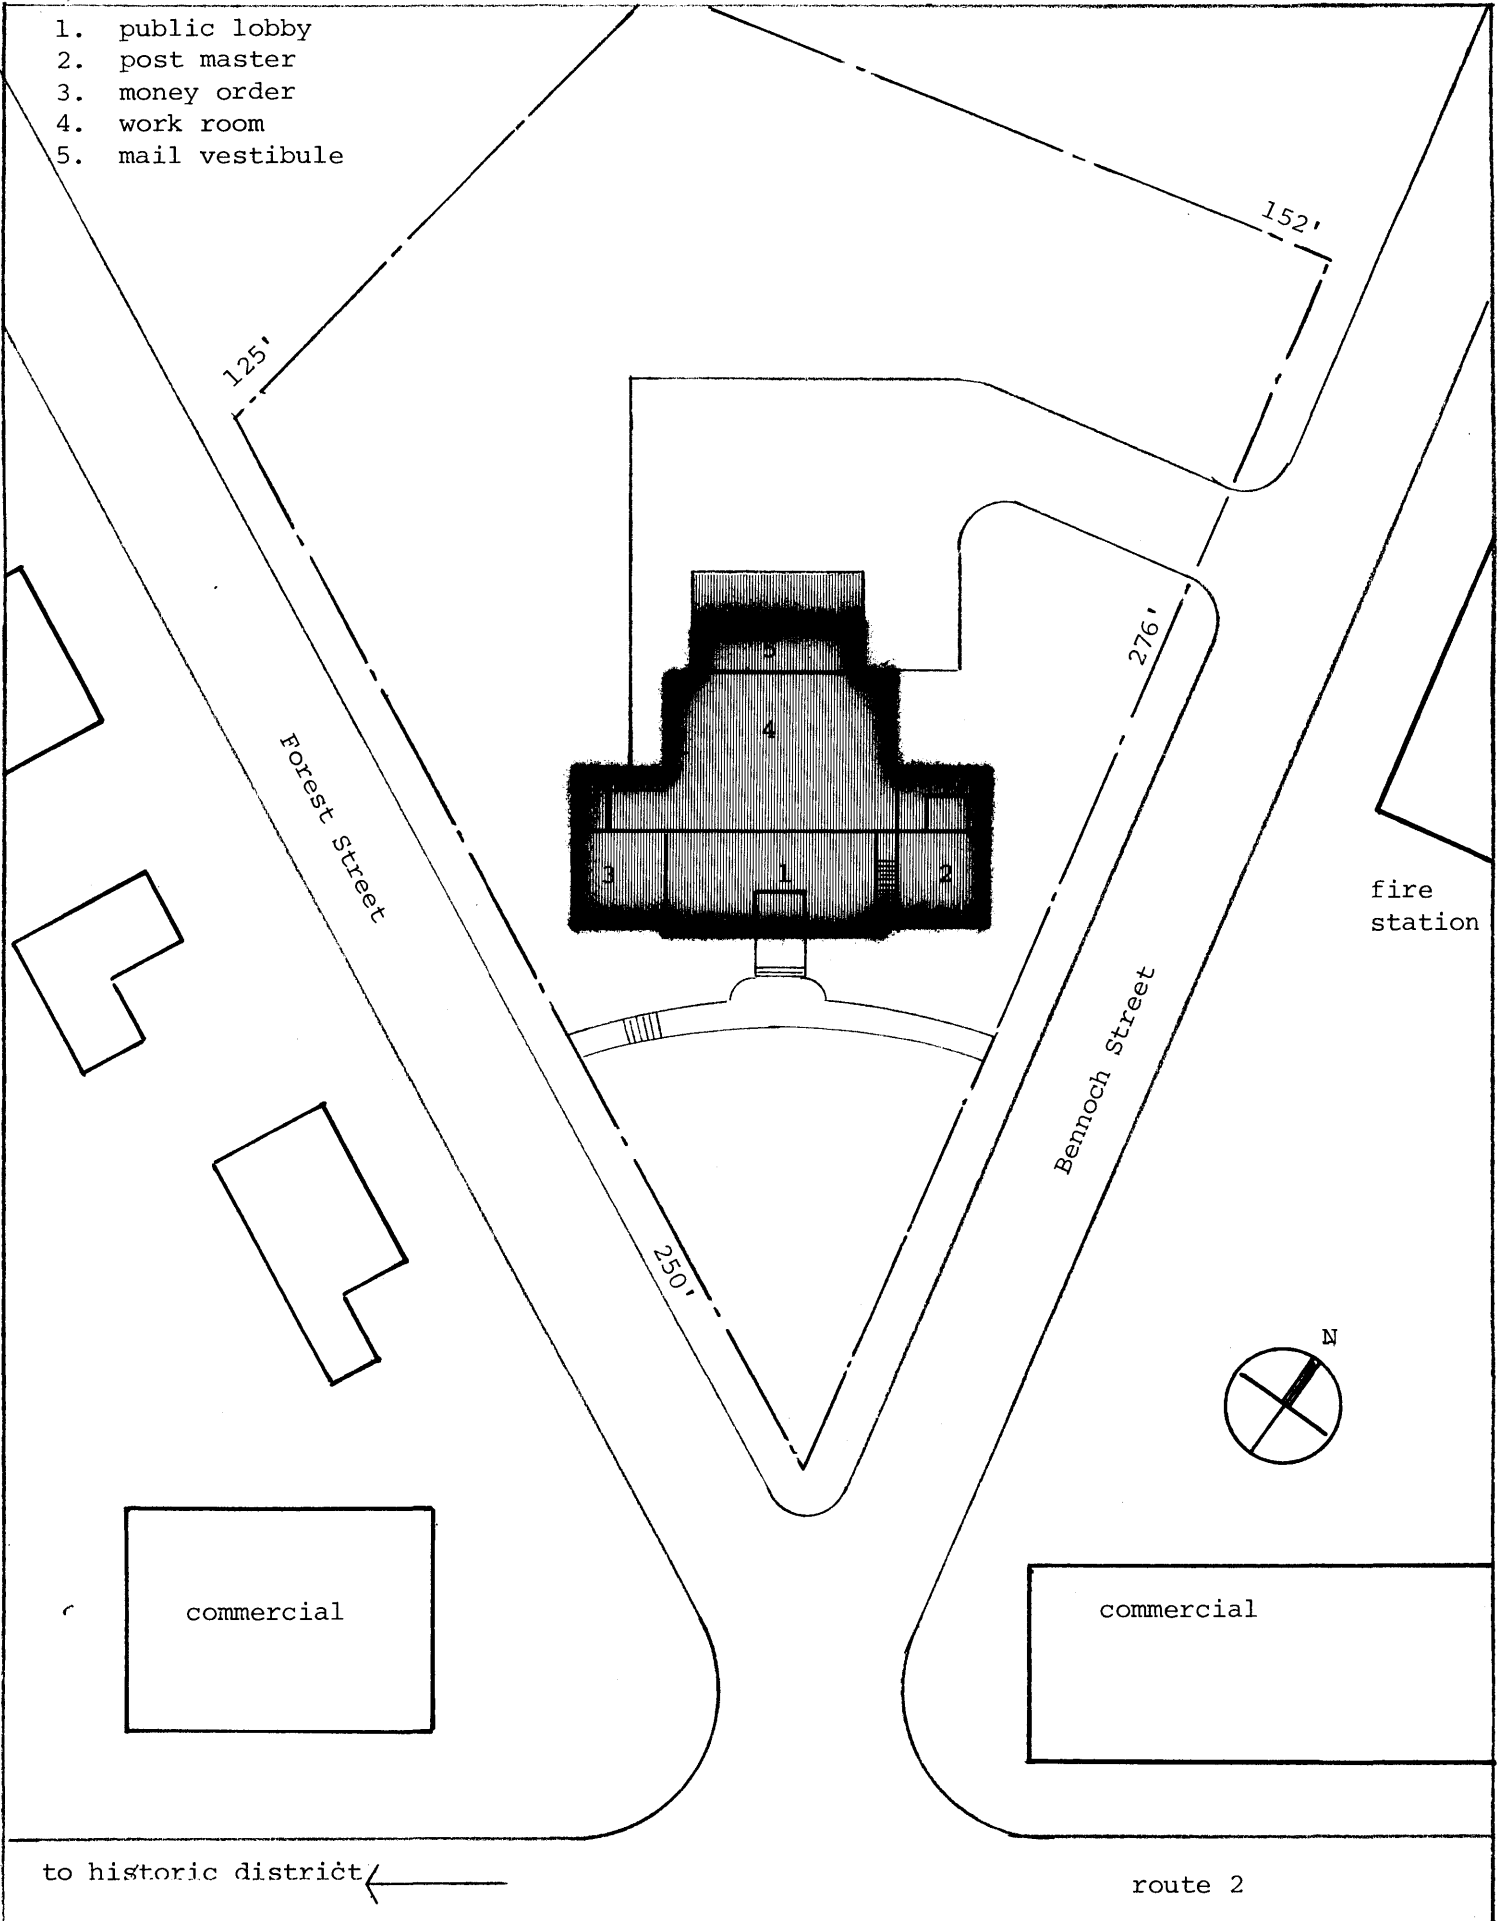 1. public lobby
2. post master
3. money order
4. work room
5. mail vestibule
152'
125'
276'
5
4
Forest Street
3
1
2
fire
station
Bennoch Street
250'
N
commercial
commercial
to historic district
route 2